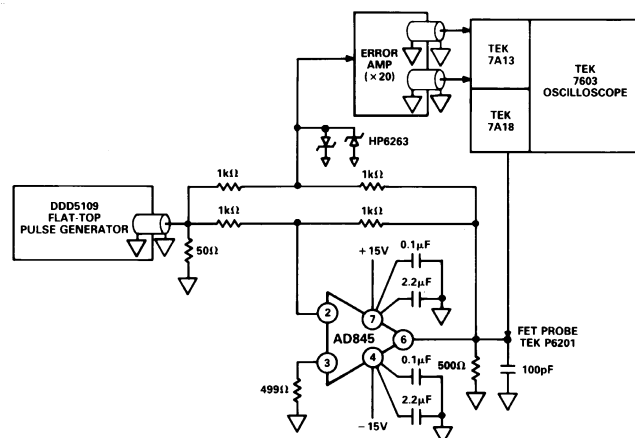 ERROR
AMP
(×20)
TEK
7A13
TEK
7603
OSCILLOSCOPE
TEK
7A18
HP6263
1kΩ
1kΩ
DDD5109
FLAT-TOP
PULSE GENERATOR
1kΩ
1kΩ
50Ω
0.1μF
+15V
2.2μF
2
7
AD845
6
FET PROBE
TEK P6201
3
4
0.1μF
500Ω
100pF
499Ω
2.2μF
−15V